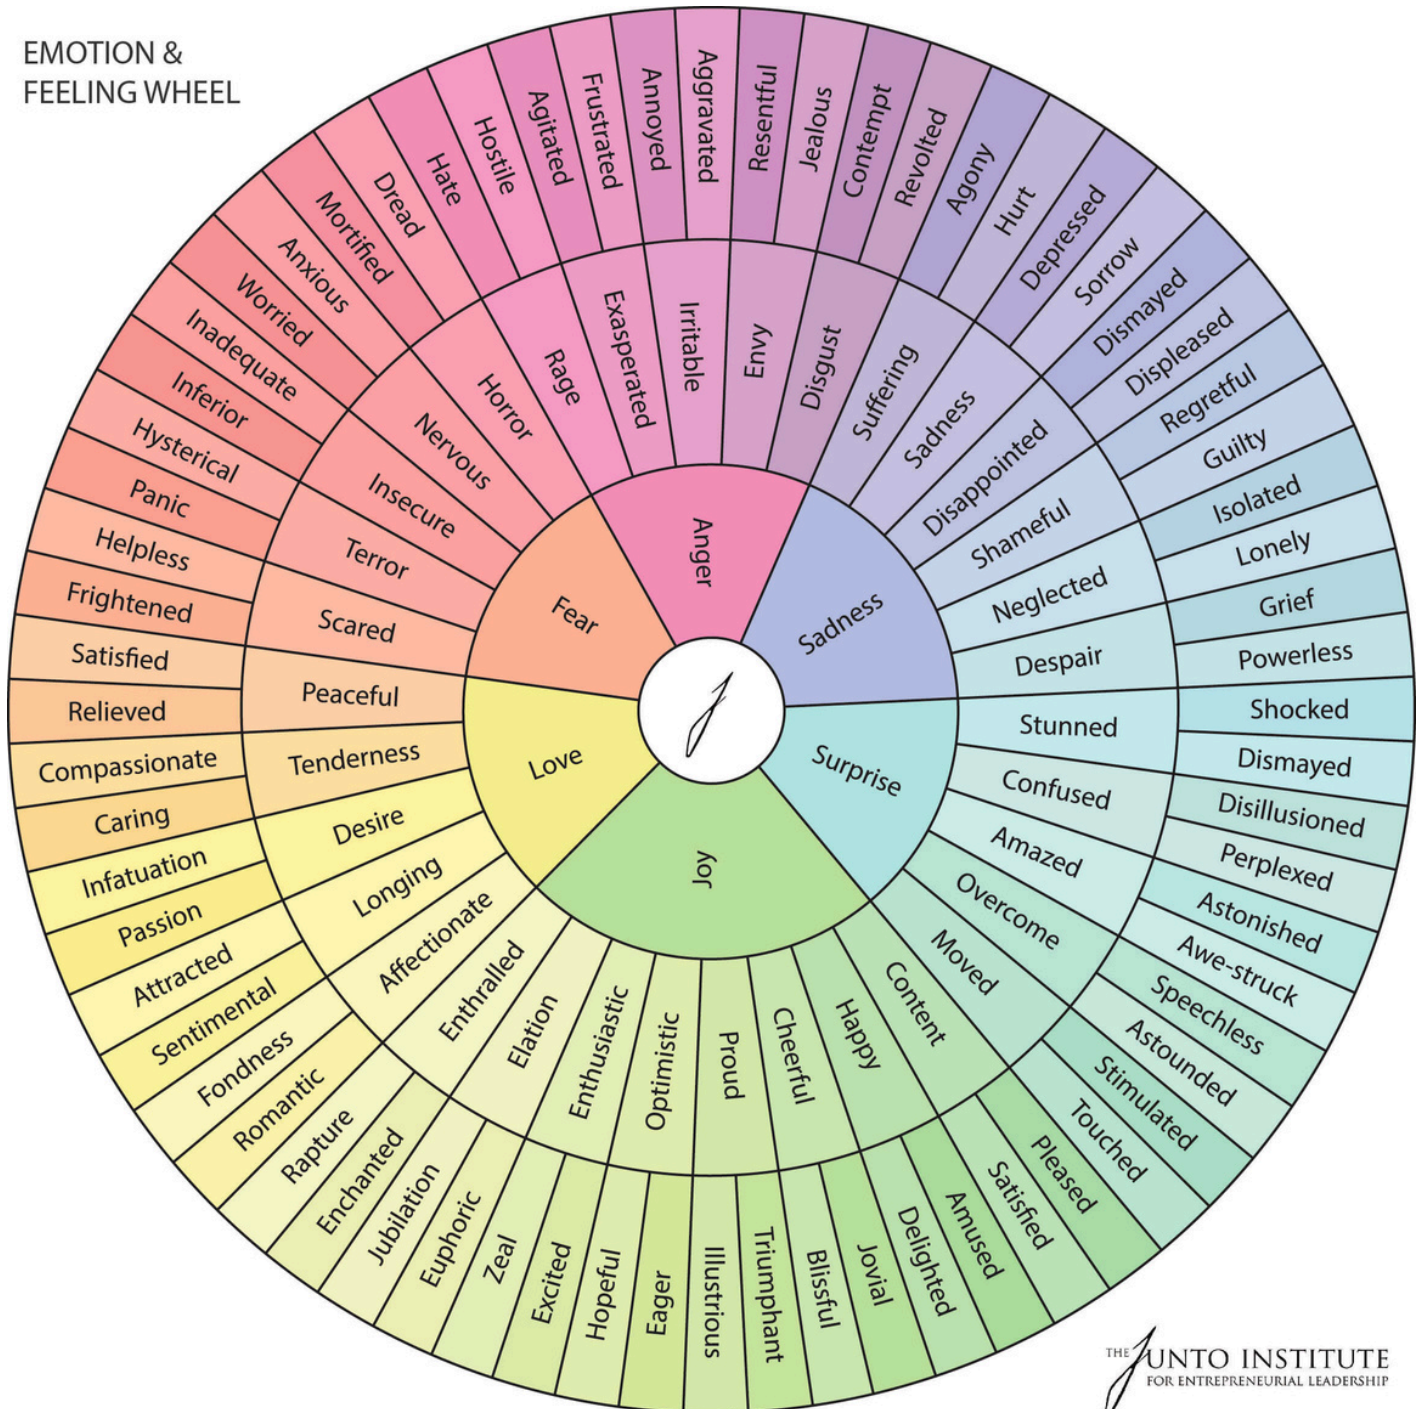 EMOTION &
FEELING WHEEL
Anger
Sadness
Surprise
Joy
Love
Fear
Rage
Exasperated
Irritable
Envy
Disgust
Suffering
Sadness
Disappointed
Shameful
Neglected
Despair
Stunned
Confused
Amazed
Overcome
Moved
Content
Happy
Cheerful
Proud
Optimistic
Enthusiastic
Elation
Enthralled
Affectionate
Longing
Desire
Tenderness
Peaceful
Scared
Terror
Insecure
Nervous
Horror
Hate
Hostile
Agitated
Frustrated
Annoyed
Aggravated
Resentful
Jealous
Contempt
Revolted
Agony
Hurt
Depressed
Sorrow
Dismayed
Displeased
Regretful
Guilty
Isolated
Lonely
Grief
Powerless
Shocked
Dismayed
Disillusioned
Perplexed
Astonished
Awe-struck
Speechless
Astounded
Stimulated
Touched
Pleased
Satisfied
Amused
Delighted
Jovial
Blissful
Triumphant
Illustrious
Eager
Hopeful
Excited
Zeal
Euphoric
Jubilation
Enchanted
Rapture
Romantic
Fondness
Sentimental
Attracted
Passion
Infatuation
Caring
Compassionate
Relieved
Satisfied
Frightened
Helpless
Panic
Hysterical
Inferior
Inadequate
Worried
Anxious
Mortified
Dread
THE JUNTO INSTITUTE
FOR ENTREPRENEURIAL LEADERSHIP